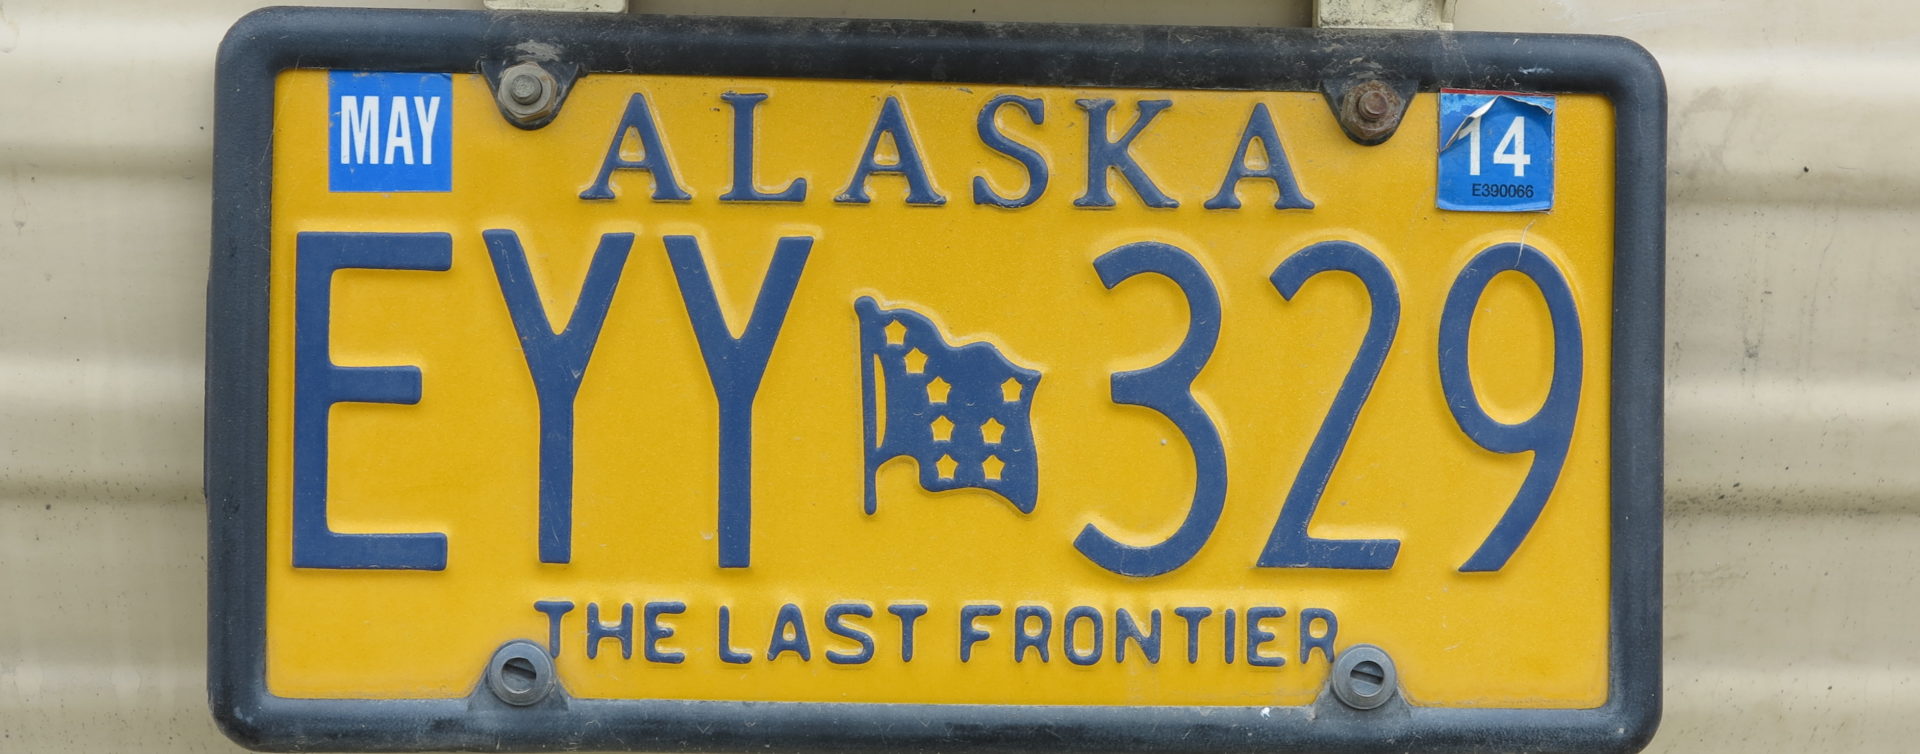 MAY
ALASKA
14
E390066
EYY 329
THE LAST FRONTIER